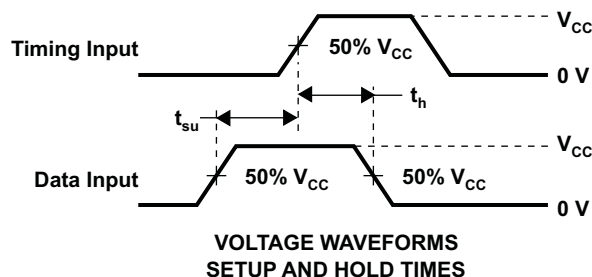 V_CC
Timing Input
50% V_CC
0 V
t_h
t_su
V_CC
Data Input
50% V_CC
50% V_CC
0 V
VOLTAGE WAVEFORMS
SETUP AND HOLD TIMES